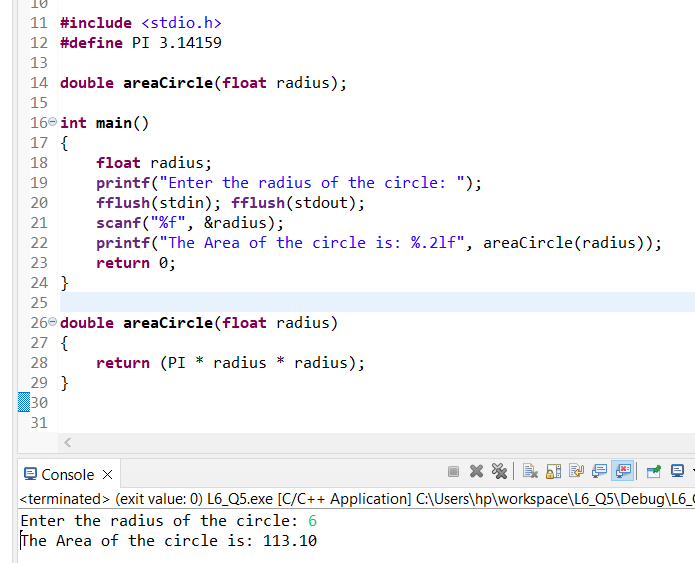 10
11 #include <stdio.h>
12 #define PI 3.14159
13
14 double areaCircle(float radius);
15
16 int main()
17 {
18     float radius;
19     printf("Enter the radius of the circle: ");
20     fflush(stdin); fflush(stdout);
21     scanf("%f", &radius);
22     printf("The Area of the circle is: %.2lf", areaCircle(radius));
23     return 0;
24 }
25
26 double areaCircle(float radius)
27 {
28     return (PI * radius * radius);
29 }
30
31
Console
<terminated> (exit value: 0) L6_Q5.exe [C/C++ Application] C:\Users\hp\workspace\L6_Q5\Debug\L6_
Enter the radius of the circle: 6
The Area of the circle is: 113.10